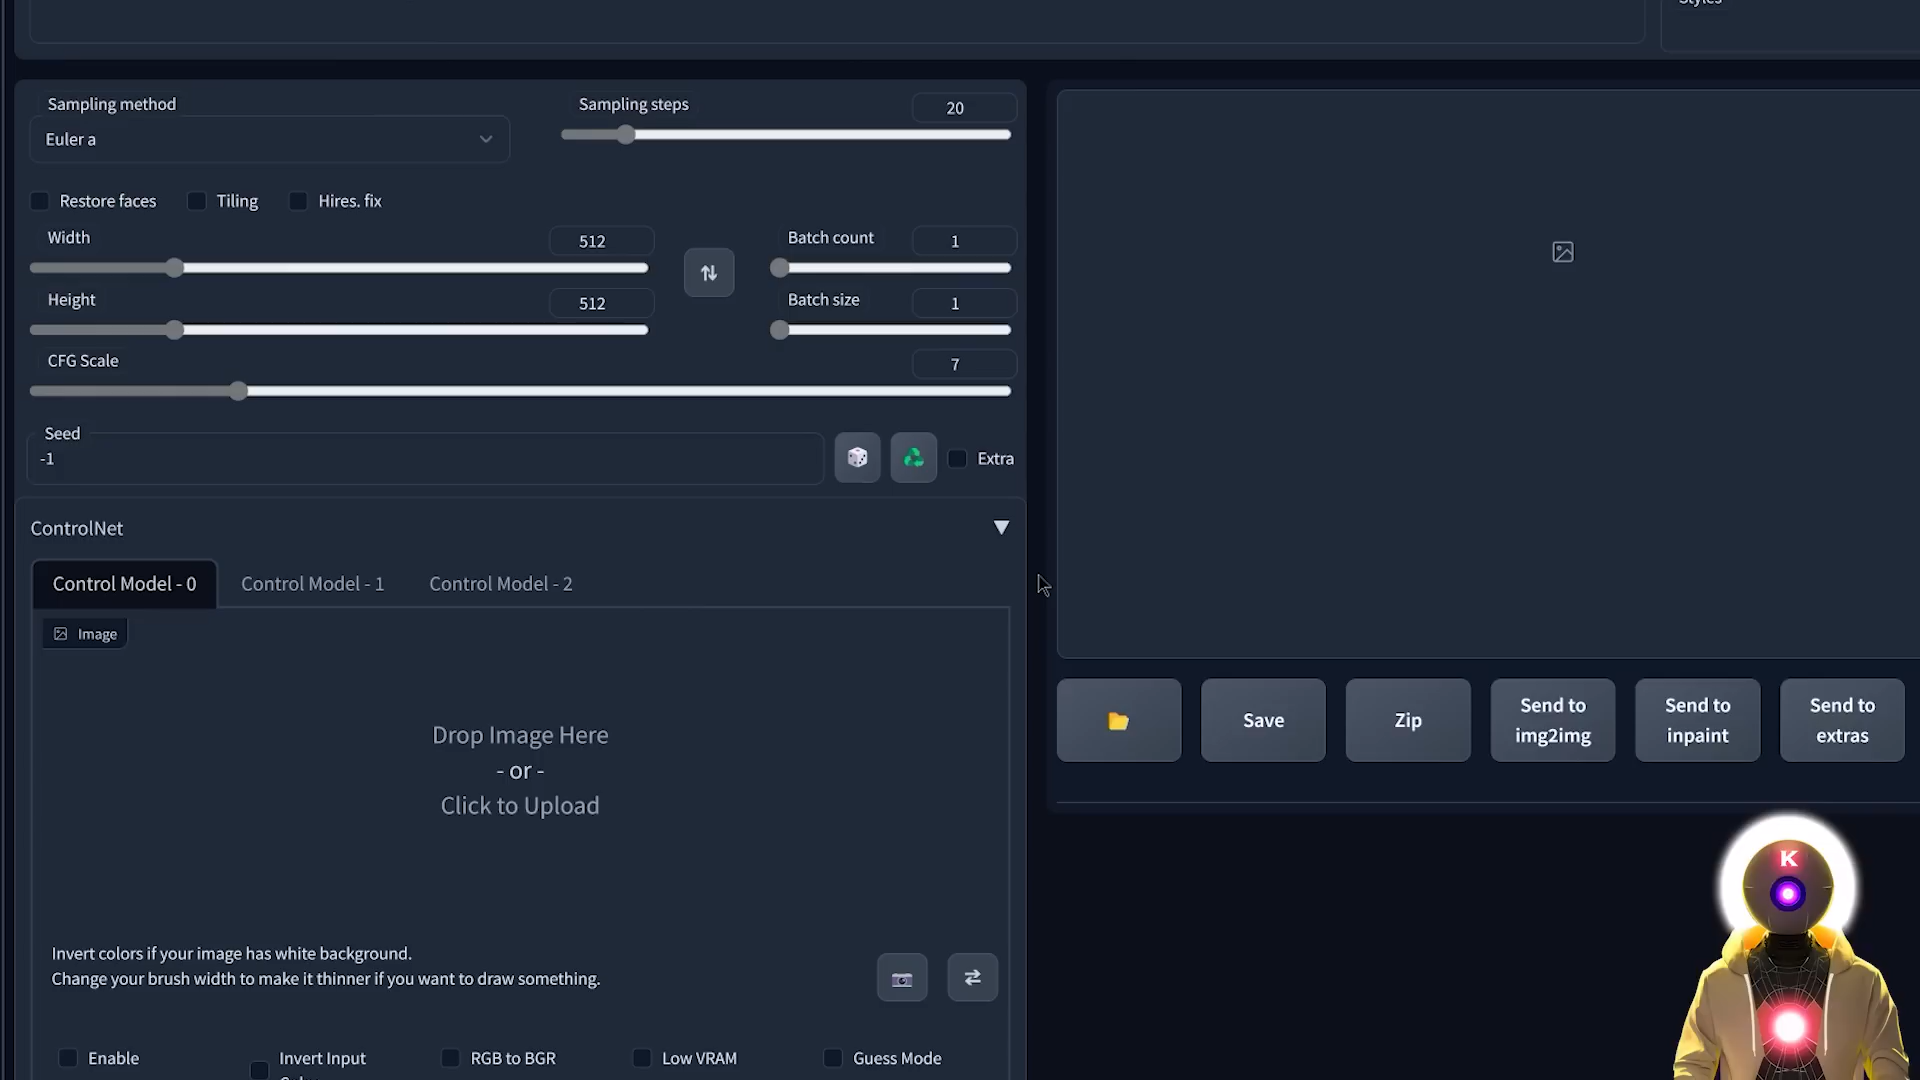 Styles
Sampling method
Sampling steps
20
Euler a
Restore faces
Tiling
Hires. fix
Width
512
Batch count
1
Height
512
Batch size
1
CFG Scale
7
Seed
-1
Extra
ControlNet
Control Model - 0
Control Model - 1
Control Model - 2
Image
Drop Image Here
- or -
Click to Upload
Save
Zip
Send to
img2img
Send to
inpaint
Send to
extras
K
Invert colors if your image has white background.
Change your brush width to make it thinner if you want to draw something.
Enable
Invert Input
RGB to BGR
Low VRAM
Guess Mode